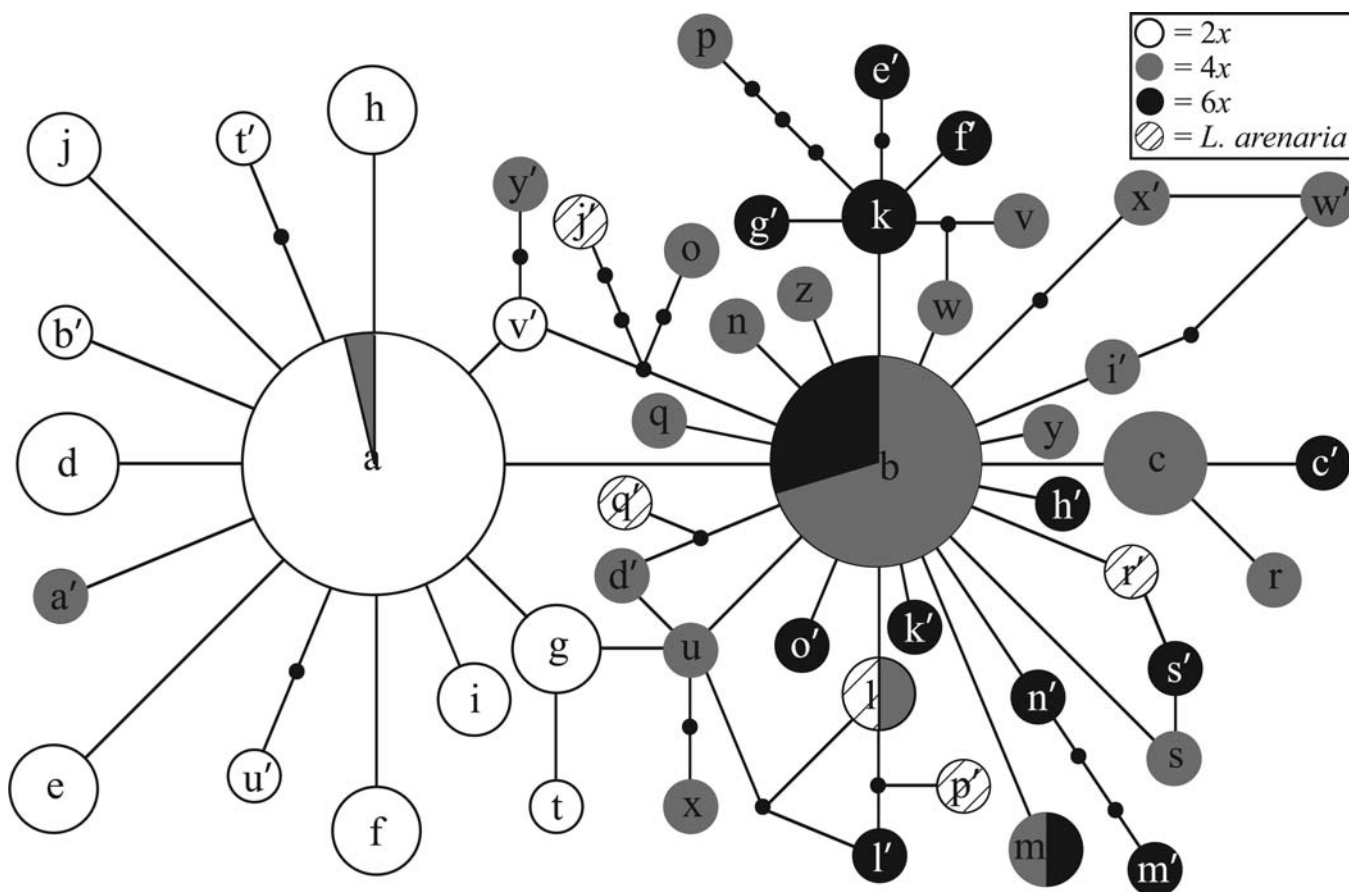 = 2x
= 4x
= 6x
= L. arenaria
p
e′
h
t′
f′
j
y′
x′
w′
j′
g′
k
v
o
z
w
v′
n
b′
i′
q
y
a
b
c
c′
d
q′
h′
d′
r′
r
a′
o′
k′
g
u
s′
i
l
n′
s
u′
p′
e
t
x
f
l′
m
m′